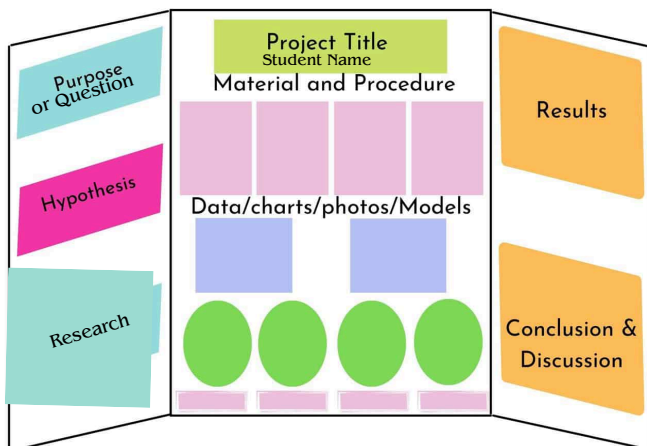 Purpose
or Question
Hypothesis
Research
Project Title
Student Name
Material and Procedure
Data/charts/photos/Models
Results
Conclusion &
Discussion